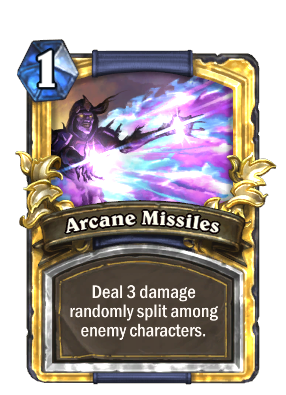 1
Arcane Missiles
Deal 3 damage
randomly split among
enemy characters.